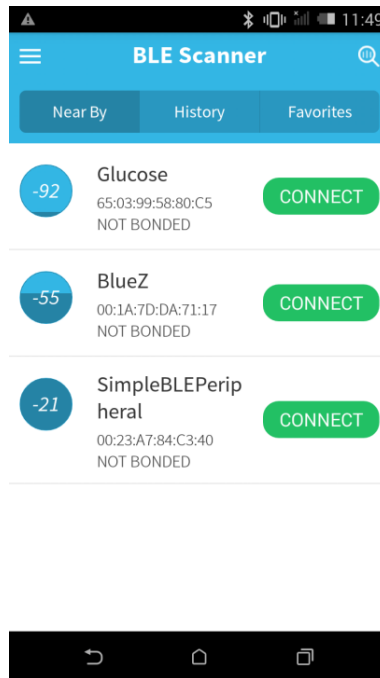 11:49
BLE Scanner
Near By History Favorites
-92
Glucose
65:03:99:58:80:C5
NOT BONDED
CONNECT
-55
BlueZ
00:1A:7D:DA:71:17
NOT BONDED
CONNECT
-21
SimpleBLEPerip
heral
00:23:A7:84:C3:40
NOT BONDED
CONNECT